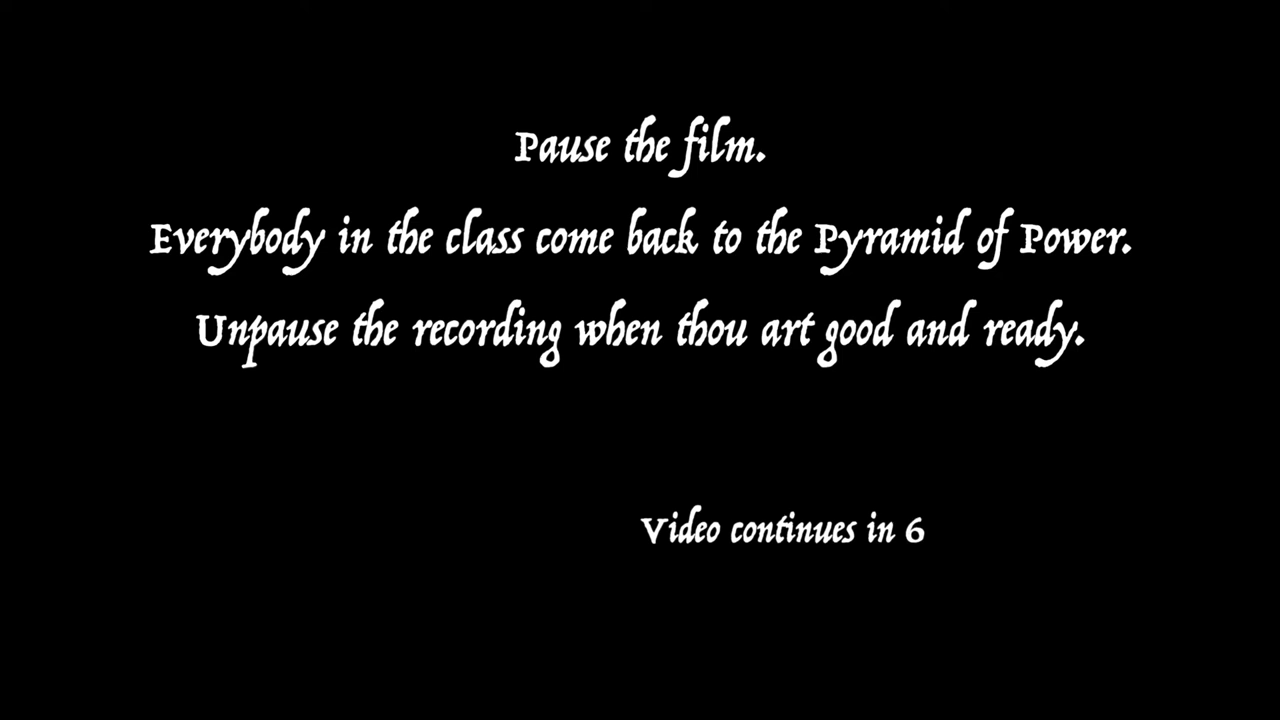 Pause the film.
Everybody in the class come back to the Pyramid of Power.
Unpause the recording when thou art good and ready.
Video continues in 6